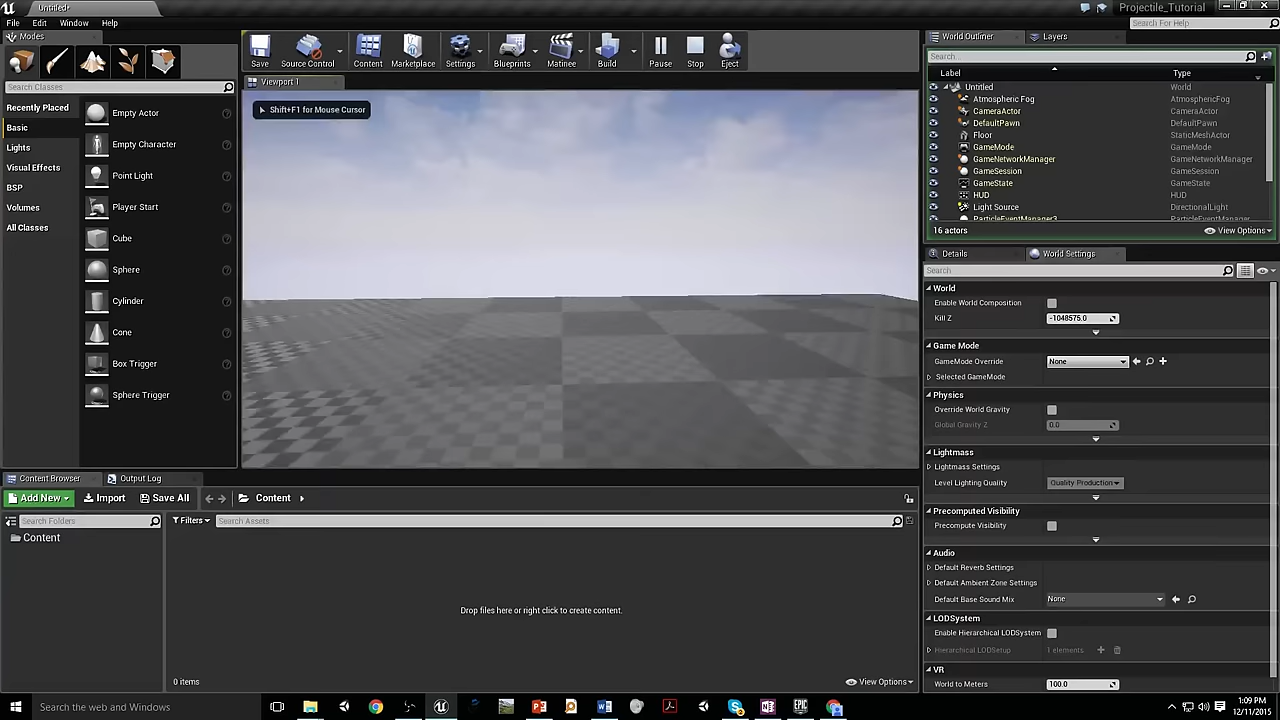 Untitled*
Projectile_Tutorial
File Edit Window Help
Search For Help
Modes
Search Classes
Recently Placed
Basic
Lights
Visual Effects
BSP
Volumes
All Classes
Empty Actor
Empty Character
Point Light
Player Start
Cube
Sphere
Cylinder
Cone
Box Trigger
Sphere Trigger
Save
Source Control
Content
Marketplace
Settings
Blueprints
Matinee
Build
Pause
Stop
Eject
Viewport 1
Shift+F1 for Mouse Cursor
World Outliner
Layers
Search...
Label Type
Untitled World
Atmospheric Fog AtmosphericFog
CameraActor CameraActor
DefaultPawn DefaultPawn
Floor StaticMeshActor
GameMode GameMode
GameNetworkManager GameNetworkManager
GameSession GameSession
GameState GameState
HUD HUD
Light Source DirectionalLight
ParticleEventManager3 ParticleEventManager
16 actors
View Options
Details
World Settings
Search
World
Enable World Composition
Kill Z -1048575.0
Game Mode
GameMode Override None
Selected GameMode
Physics
Override World Gravity
Global Gravity Z 0.0
Lightmass
Lightmass Settings
Level Lighting Quality Quality Production
Precomputed Visibility
Precompute Visibility
Audio
Default Reverb Settings
Default Ambient Zone Settings
Default Base Sound Mix None
LODSystem
Enable Hierarchical LODSystem
Hierarchical LODSetup 1 elements
VR
World to Meters 100.0
Content Browser
Output Log
Add New
Import
Save All
Content
Search Folders
Filters
Search Assets
Content
Drop files here or right click to create content.
0 items
View Options
Search the web and Windows
1:09 PM
12/11/2015